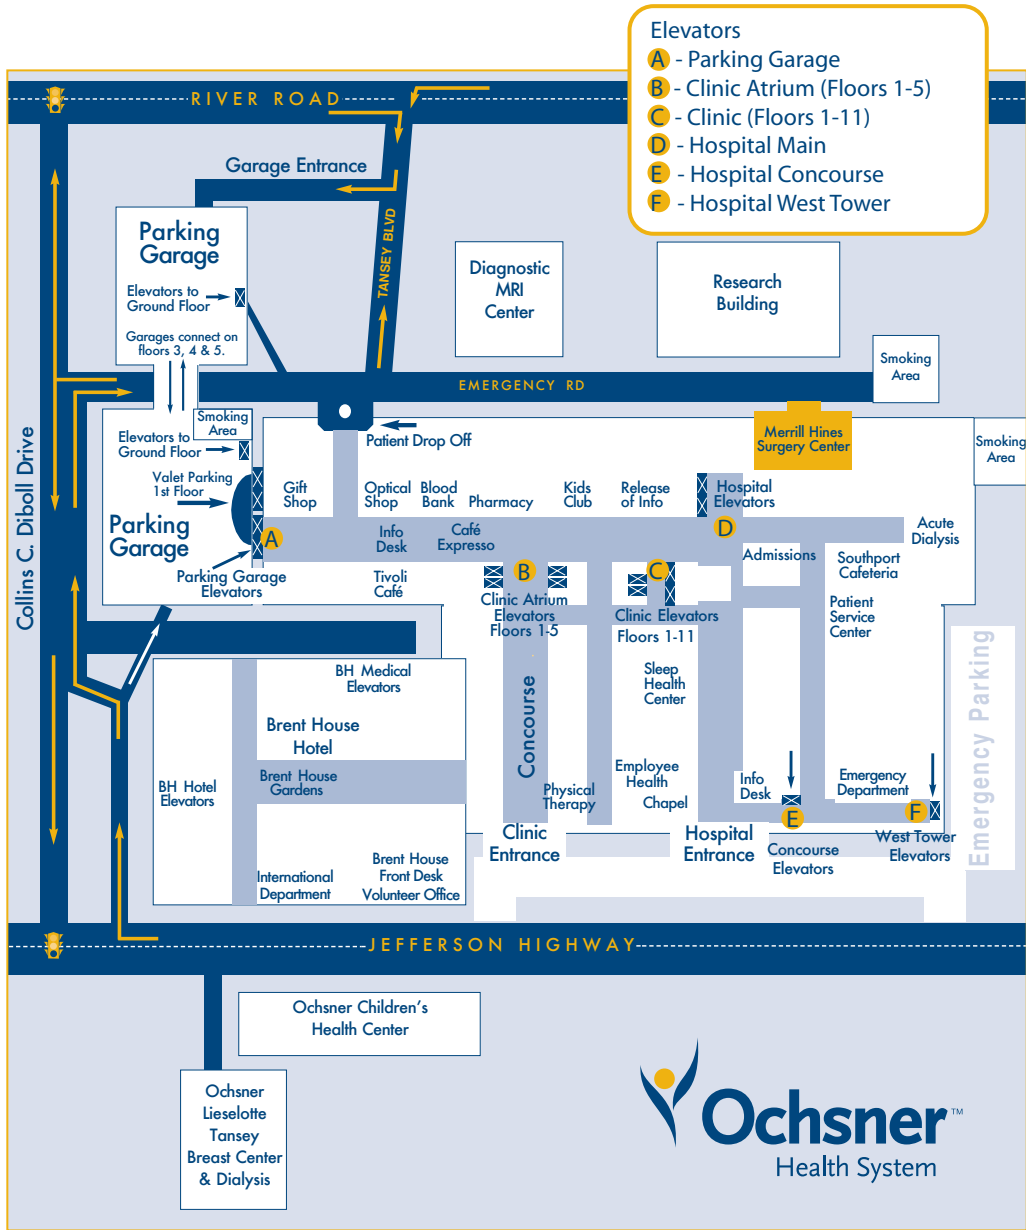 Elevators
A - Parking Garage
B - Clinic Atrium (Floors 1-5)
C - Clinic (Floors 1-11)
D - Hospital Main
E - Hospital Concourse
F - Hospital West Tower
RIVER ROAD
Garage Entrance
TANSEY BLVD
Parking
Garage
Elevators to
Ground Floor
Garages connect on
floors 3, 4 & 5.
Diagnostic
MRI
Center
Research
Building
Smoking
Area
EMERGENCY RD
Collins C. Diboll Drive
Smoking
Area
Elevators to
Ground Floor
Valet Parking
1st Floor
Parking
Garage
Parking Garage
Elevators
A
Patient Drop Off
Merrill Hines
Surgery Center
Smoking
Area
Gift
Shop
Optical
Shop
Blood
Bank
Pharmacy
Kids
Club
Release
of Info
Hospital
Elevators
D
Info
Desk
Café
Expresso
Acute
Dialysis
Admissions
Southport
Cafeteria
Tivoli
Café
B
Clinic Atrium
Elevators
Floors 1-5
C
Clinic Elevators
Floors 1-11
Patient
Service
Center
Emergency Parking
Sleep
Health
Center
Concourse
BH Medical
Elevators
Brent House
Hotel
BH Hotel
Elevators
Brent House
Gardens
Physical
Therapy
Employee
Health
Chapel
Info
Desk
Emergency
Department
E
F
Clinic
Entrance
Hospital
Entrance
Concourse
Elevators
West Tower
Elevators
International
Department
Brent House
Front Desk
Volunteer Office
JEFFERSON HIGHWAY
Ochsner Children's
Health Center
Ochsner
Lieselotte
Tansey
Breast Center
& Dialysis
Ochsner™
Health System